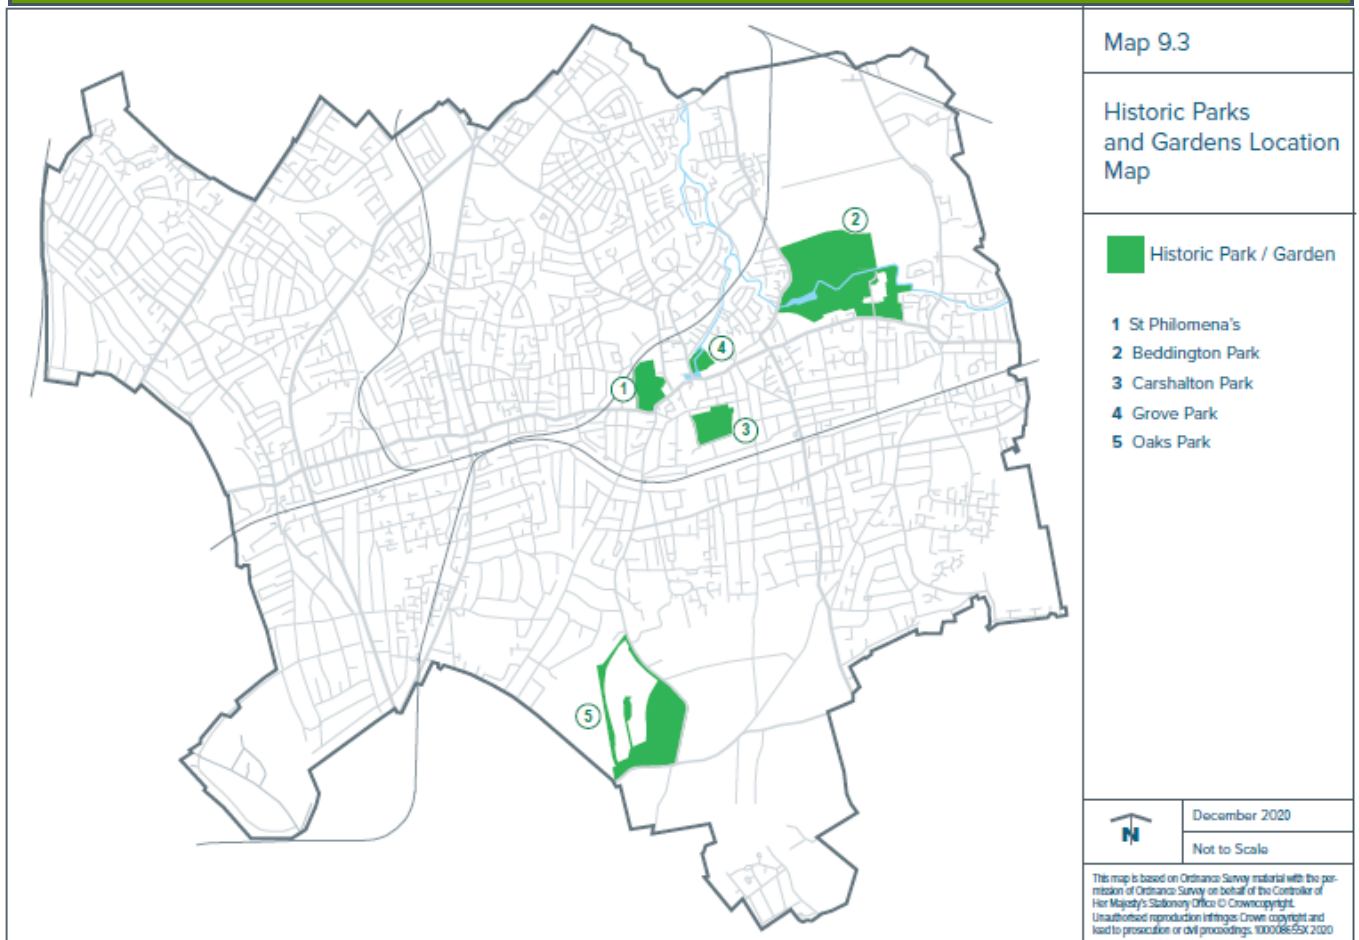 Map 9.3
Historic Parks
and Gardens Location
Map
Historic Park / Garden
1 St Philomena's
2 Beddington Park
3 Carshalton Park
4 Grove Park
5 Oaks Park
2
4
1
3
5
N
December 2020
Not to Scale
This map is based on Ordnance Survey material with the per-
mission of Ordnance Survey on behalf of the Controller of
Her Majesty's Stationery Office © Crowncopyright.
Unauthorised reproduction infringes Crown copyright and
lead to prosecution or civil proceedings. 100008655X 2020